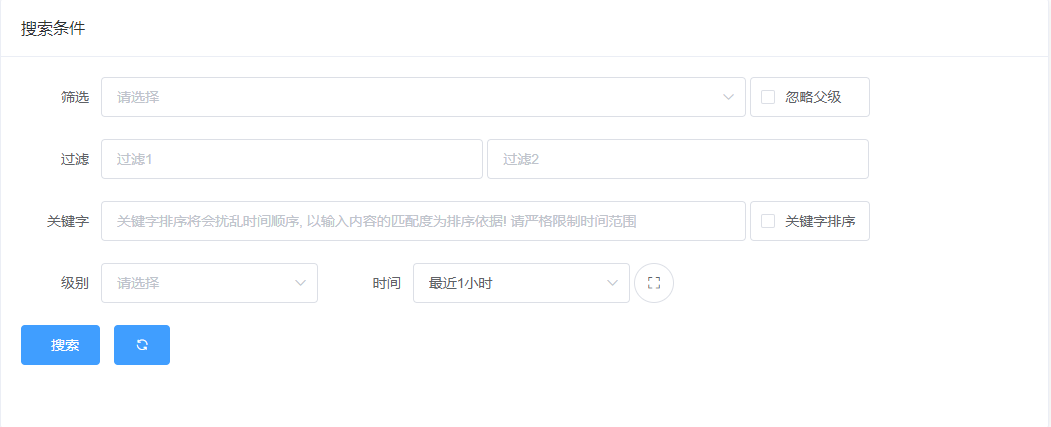 搜索条件
筛选 请选择 忽略父级
过滤 过滤1 过滤2
关键字 关键字排序将会扰乱时间顺序, 以输入内容的匹配度为排序依据! 请严格限制时间范围 关键字排序
级别 请选择 时间 最近1小时
搜索